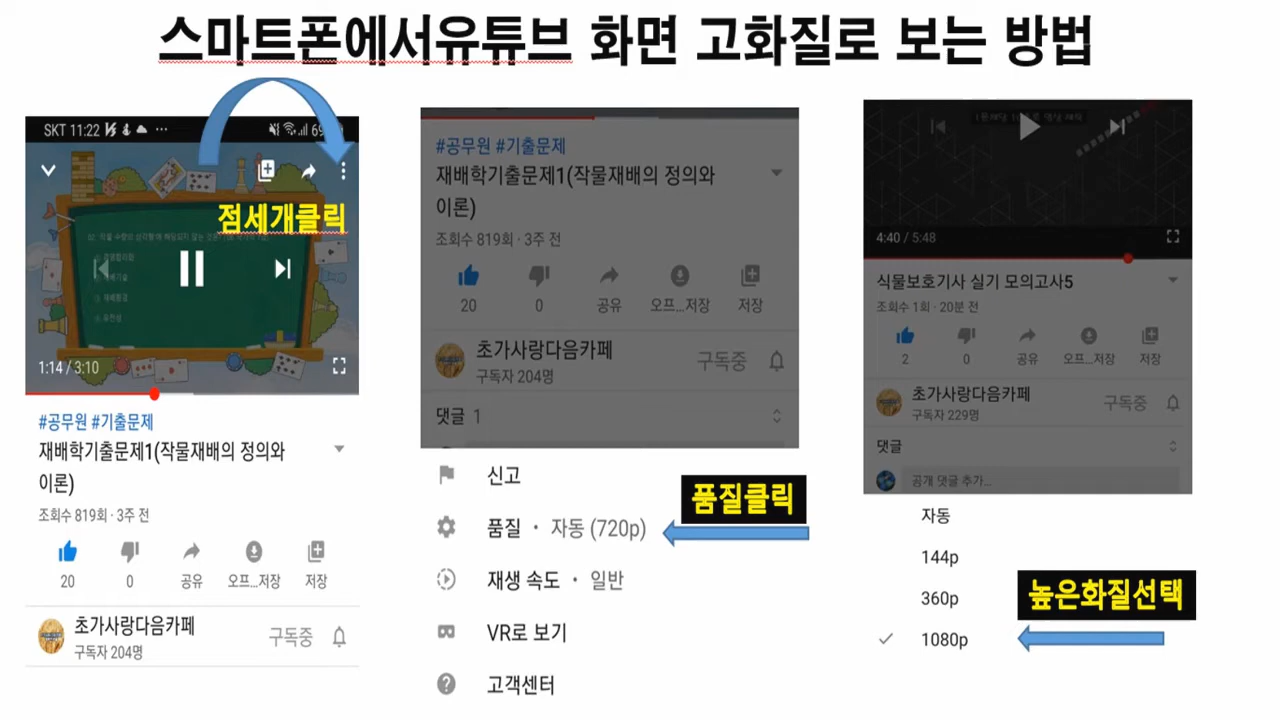 스마트폰에서유튜브 화면 고화질로 보는 방법
SKT 11:22
점세개클릭
1:14 / 3:10
#공무원 #기출문제
재배학기출문제1(작물재배의 정의와
이론)
조회수 819회 · 3주 전
20 0 공유 오프...저장 저장
초가사랑다음카페
구독자 204명
구독중
#공무원 #기출문제
재배학기출문제1(작물재배의 정의와
이론)
조회수 819회 · 3주 전
20 0 공유 오프...저장 저장
초가사랑다음카페
구독자 204명
구독중
댓글 1
신고
품질 · 자동 (720p)
품질클릭
재생 속도 · 일반
VR로 보기
고객센터
4:40 / 5:48
식물보호기사 실기 모의고사5
조회수 1회 · 20분 전
2 0 공유 오프...저장 저장
초가사랑다음카페
구독자 229명
구독중
댓글
공개 댓글 추가...
자동
144p
360p
높은화질선택
1080p